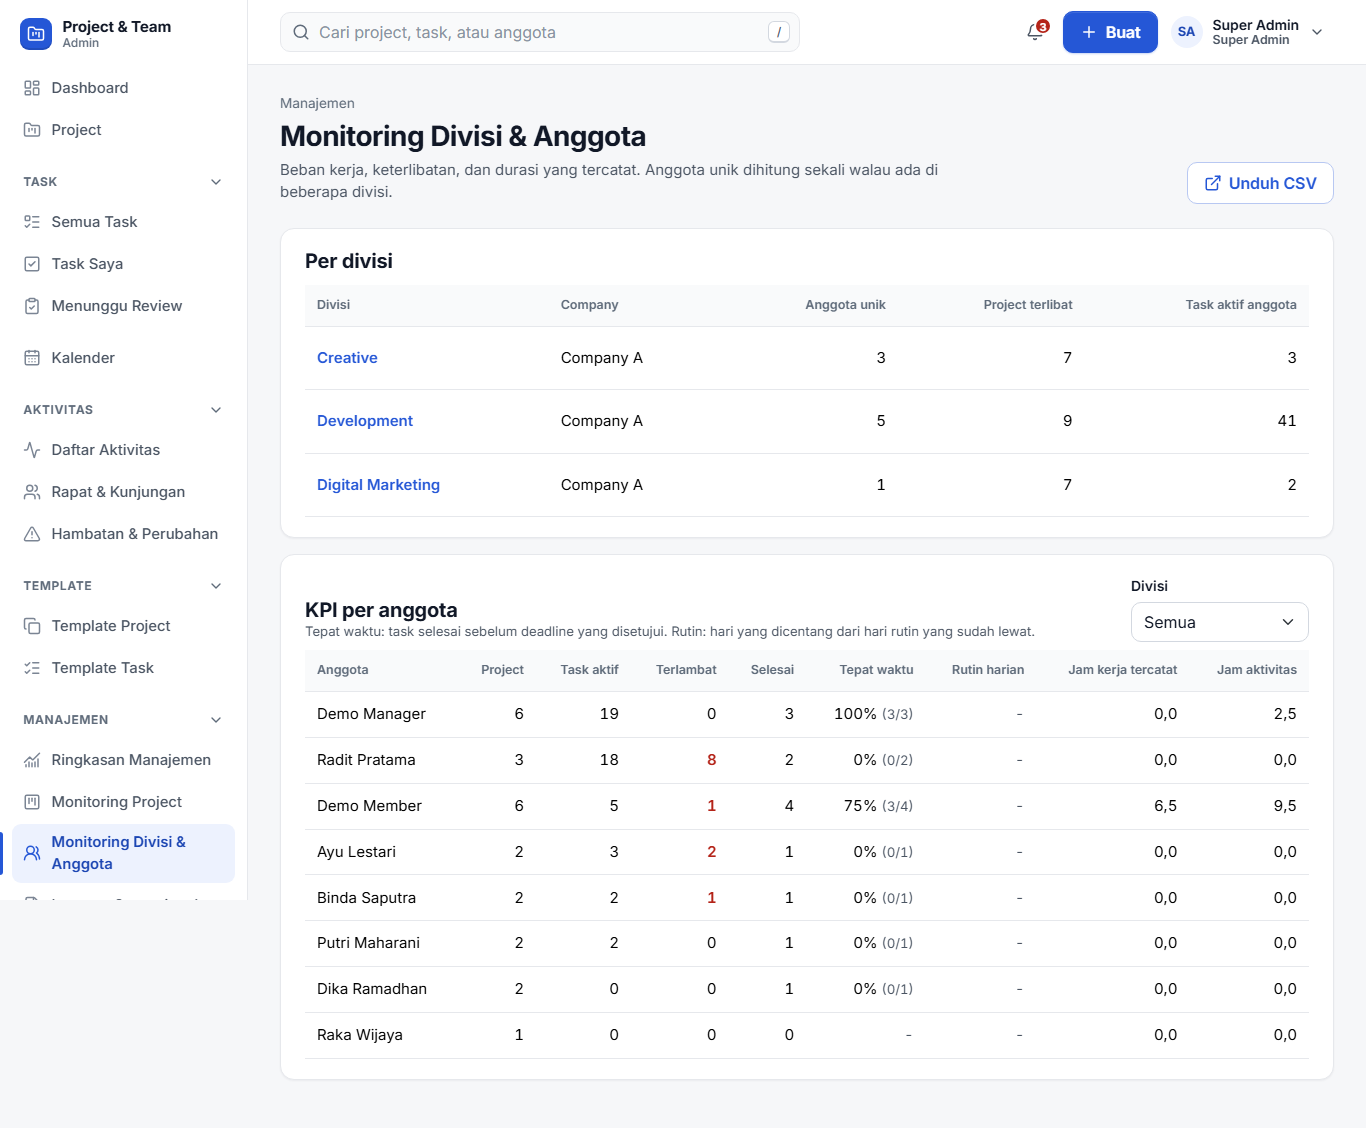 Project & Team
Admin
Dashboard
Project
TASK
Semua Task
Task Saya
Menunggu Review
Kalender
AKTIVITAS
Daftar Aktivitas
Rapat & Kunjungan
Hambatan & Perubahan
TEMPLATE
Template Project
Template Task
MANAJEMEN
Ringkasan Manajemen
Monitoring Project
Monitoring Divisi &
Anggota
Cari project, task, atau anggota /
3
+ Buat
SA
Super Admin
Super Admin
Manajemen
Monitoring Divisi & Anggota
Beban kerja, keterlibatan, dan durasi yang tercatat. Anggota unik dihitung sekali walau ada di
beberapa divisi.
Unduh CSV
Per divisi
Divisi Company Anggota unik Project terlibat Task aktif anggota
Creative Company A 3 7 3
Development Company A 5 9 41
Digital Marketing Company A 1 7 2
Divisi
Semua
KPI per anggota
Tepat waktu: task selesai sebelum deadline yang disetujui. Rutin: hari yang dicentang dari hari rutin yang sudah lewat.
Anggota Project Task aktif Terlambat Selesai Tepat waktu Rutin harian Jam kerja tercatat Jam aktivitas
Demo Manager 6 19 0 3 100% (3/3) - 0,0 2,5
Radit Pratama 3 18 8 2 0% (0/2) - 0,0 0,0
Demo Member 6 5 1 4 75% (3/4) - 6,5 9,5
Ayu Lestari 2 3 2 1 0% (0/1) - 0,0 0,0
Binda Saputra 2 2 1 1 0% (0/1) - 0,0 0,0
Putri Maharani 2 2 0 1 0% (0/1) - 0,0 0,0
Dika Ramadhan 2 0 0 1 0% (0/1) - 0,0 0,0
Raka Wijaya 1 0 0 0 - - 0,0 0,0